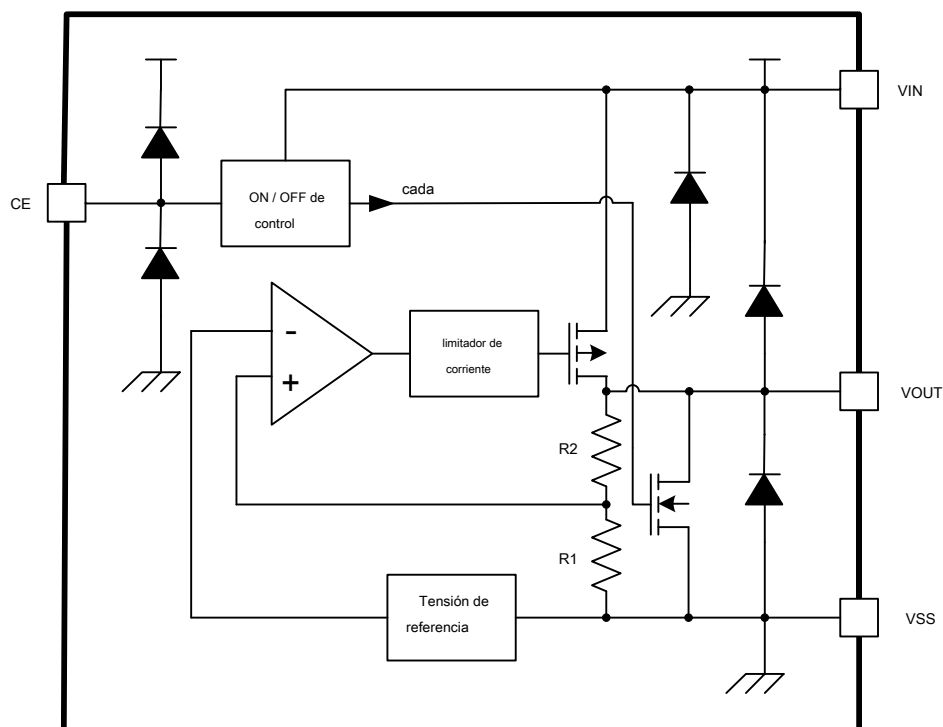 VIN
cada
CE
ON / OFF de
control
-
limitador de
corriente
+
VOUT
R2
R1
Tensión de
referencia
VSS